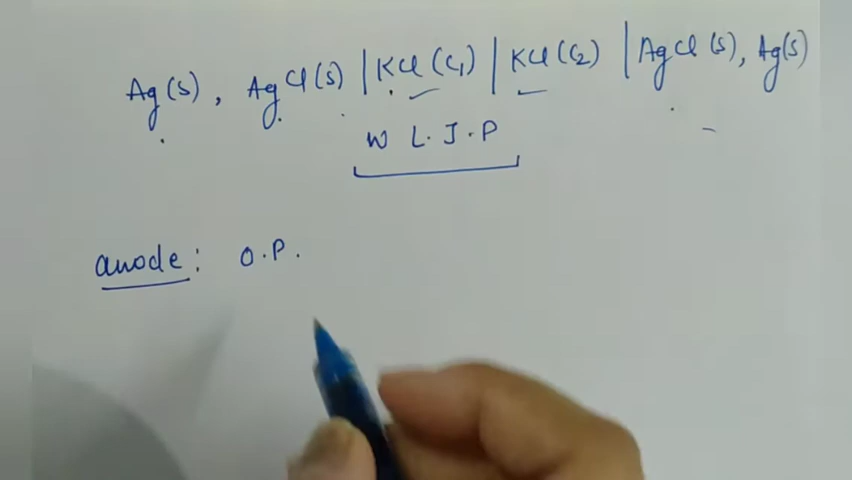 Ag(s), AgCl(s) | KCl(C₁) | KCl(C₂) | AgCl(s), Ag(s)
W L.J.P
anode: O.P.